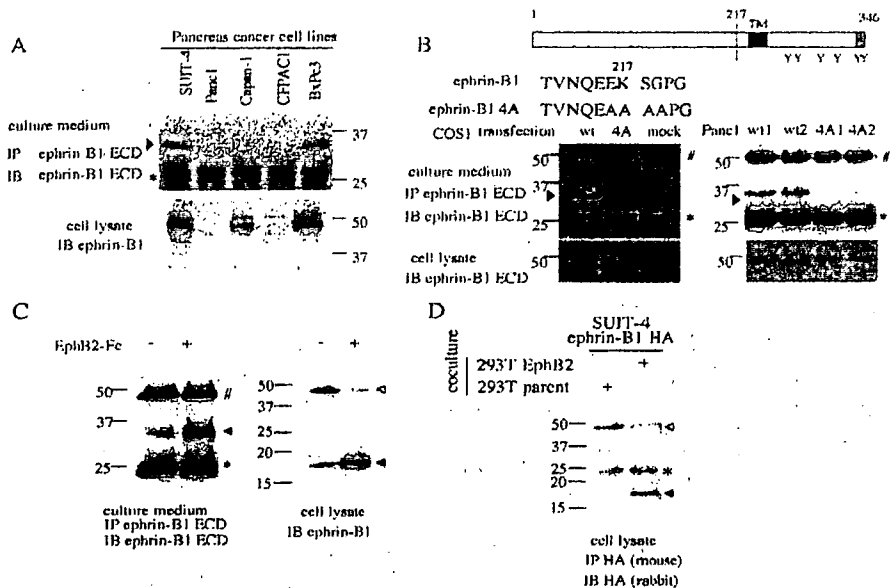 A
Pancreas cancer cell lines
SUIT-4
Panc1
Capan-1
CFPAC1
BxPc3
culture medium
IP ephrin-B1 ECD
IB ephrin-B1 ECD
*
37
25
cell lysate
IB ephrin-B1
50
37
B
1
217
TM
346
Y Y Y Y YY
217
ephrin-B1 TVNQEEK SGPG
ephrin-B1 4A TVNQEAA AAPG
COS1 transfection wt 4A mock
culture medium
IP ephrin-B1 ECD
IB ephrin-B1 ECD
50
37
25
#
*
cell lysate
IB ephrin-B1 ECD
50
Panc1 wt1 wt2 4A1 4A2
50
37
25
#
*
50
C
EphB2-Fc - +
50
37
25
#
*
culture medium
IP ephrin-B1 ECD
IB ephrin-B1 ECD
- +
50
37
25
20
15
cell lysate
IB ephrin-B1
D
SUIT-4
ephrin-B1 HA
coculture
293T EphB2 +
293T parent +
50
37
25
20
15
*
cell lysate
IP HA (mouse)
IB HA (rabbit)